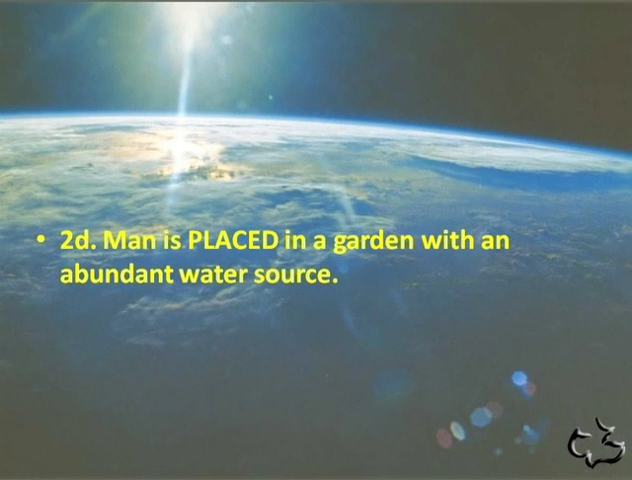 • 2d. Man is PLACED in a garden with an
abundant water source.